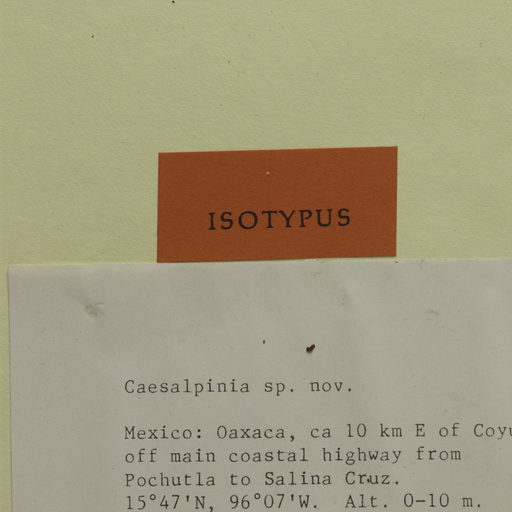 ISOTYPUS
Caesalpinia sp. nov.
Mexico: Oaxaca, ca 10 km E of
off main coastal highway from
Pochutla to Salina Cruz.
15°47'N, 96°07'W. Alt. 0-10 m.